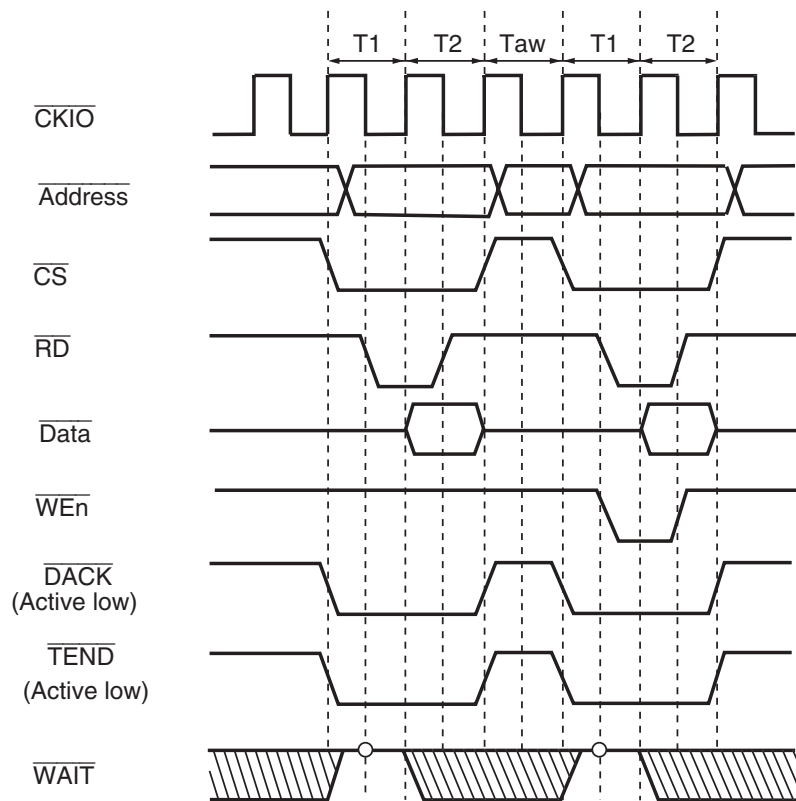 T1 T2 Taw T1 T2
CKIO
Address
CS
RD
Data
WEn
DACK
(Active low)
TEND
(Active low)
WAIT